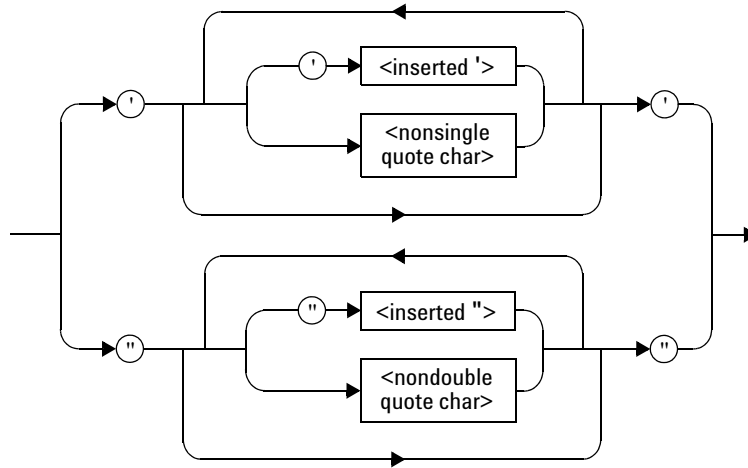 '
<inserted '>
'
<nonsingle
quote char>
'
"
<inserted ">
"
<nondouble
quote char>
"